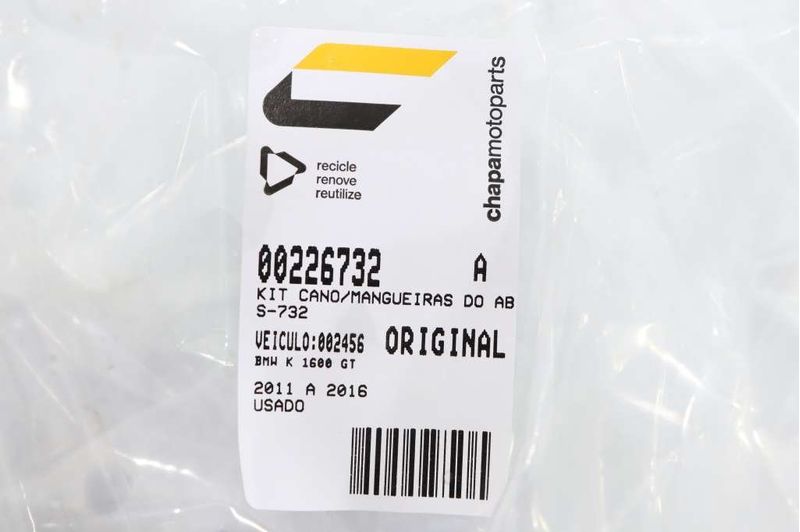 chapamotoparts
recicle
renove
reutilize
00226732 A
KIT CANO/MANGUEIRAS DO AB
S-732
VEICULO:002456 ORIGINAL
BMW K 1600 GT
2011 A 2016
USADO